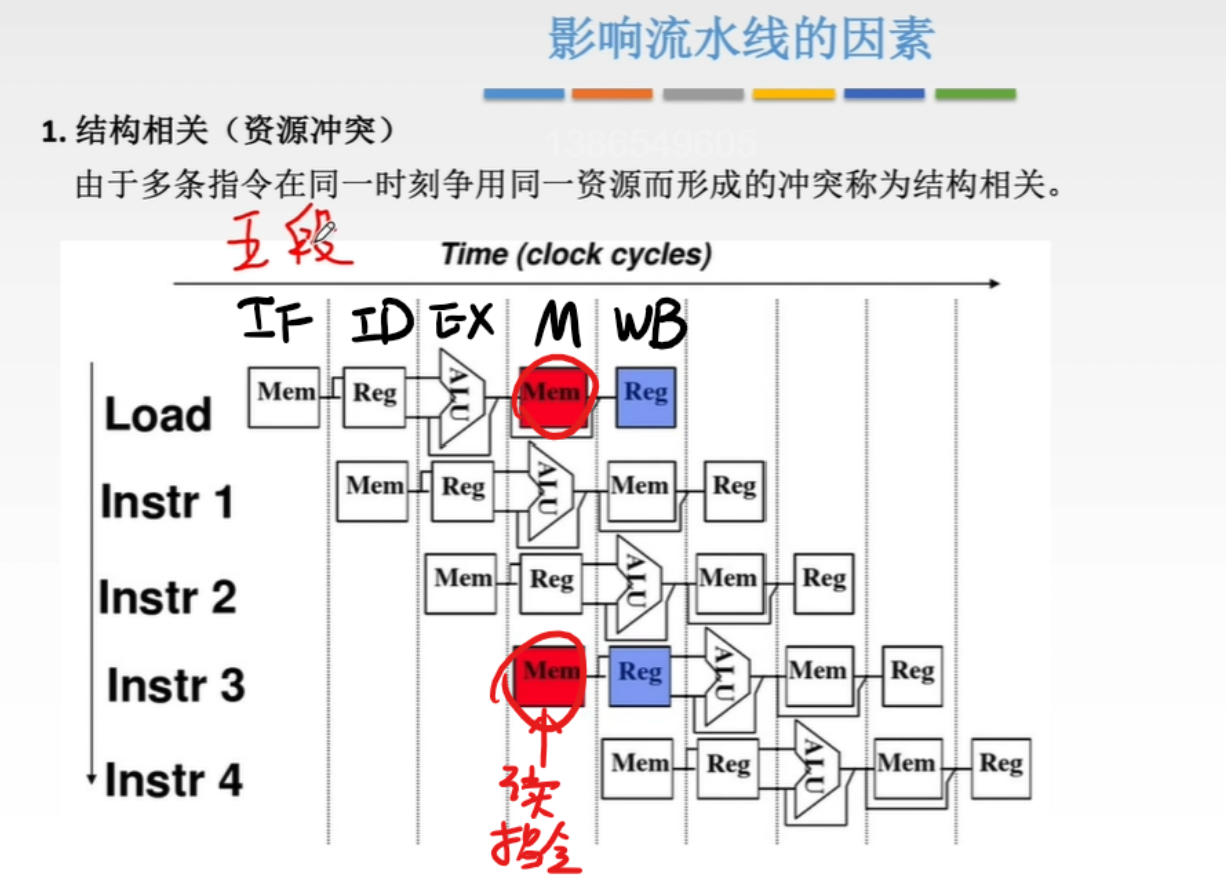 影响流水线的因素
1. 结构相关（资源冲突）
1386549605
由于多条指令在同一时刻争用同一资源而形成的冲突称为结构相关。
五段
Time (clock cycles)
IF ID EX M WB
Load Mem Reg ALU Mem Reg
Instr 1 Mem Reg ALU Mem Reg
Instr 2 Mem Reg ALU Mem Reg
Instr 3 Mem Reg ALU Mem Reg
Instr 4 Mem Reg ALU Mem Reg
取
指令